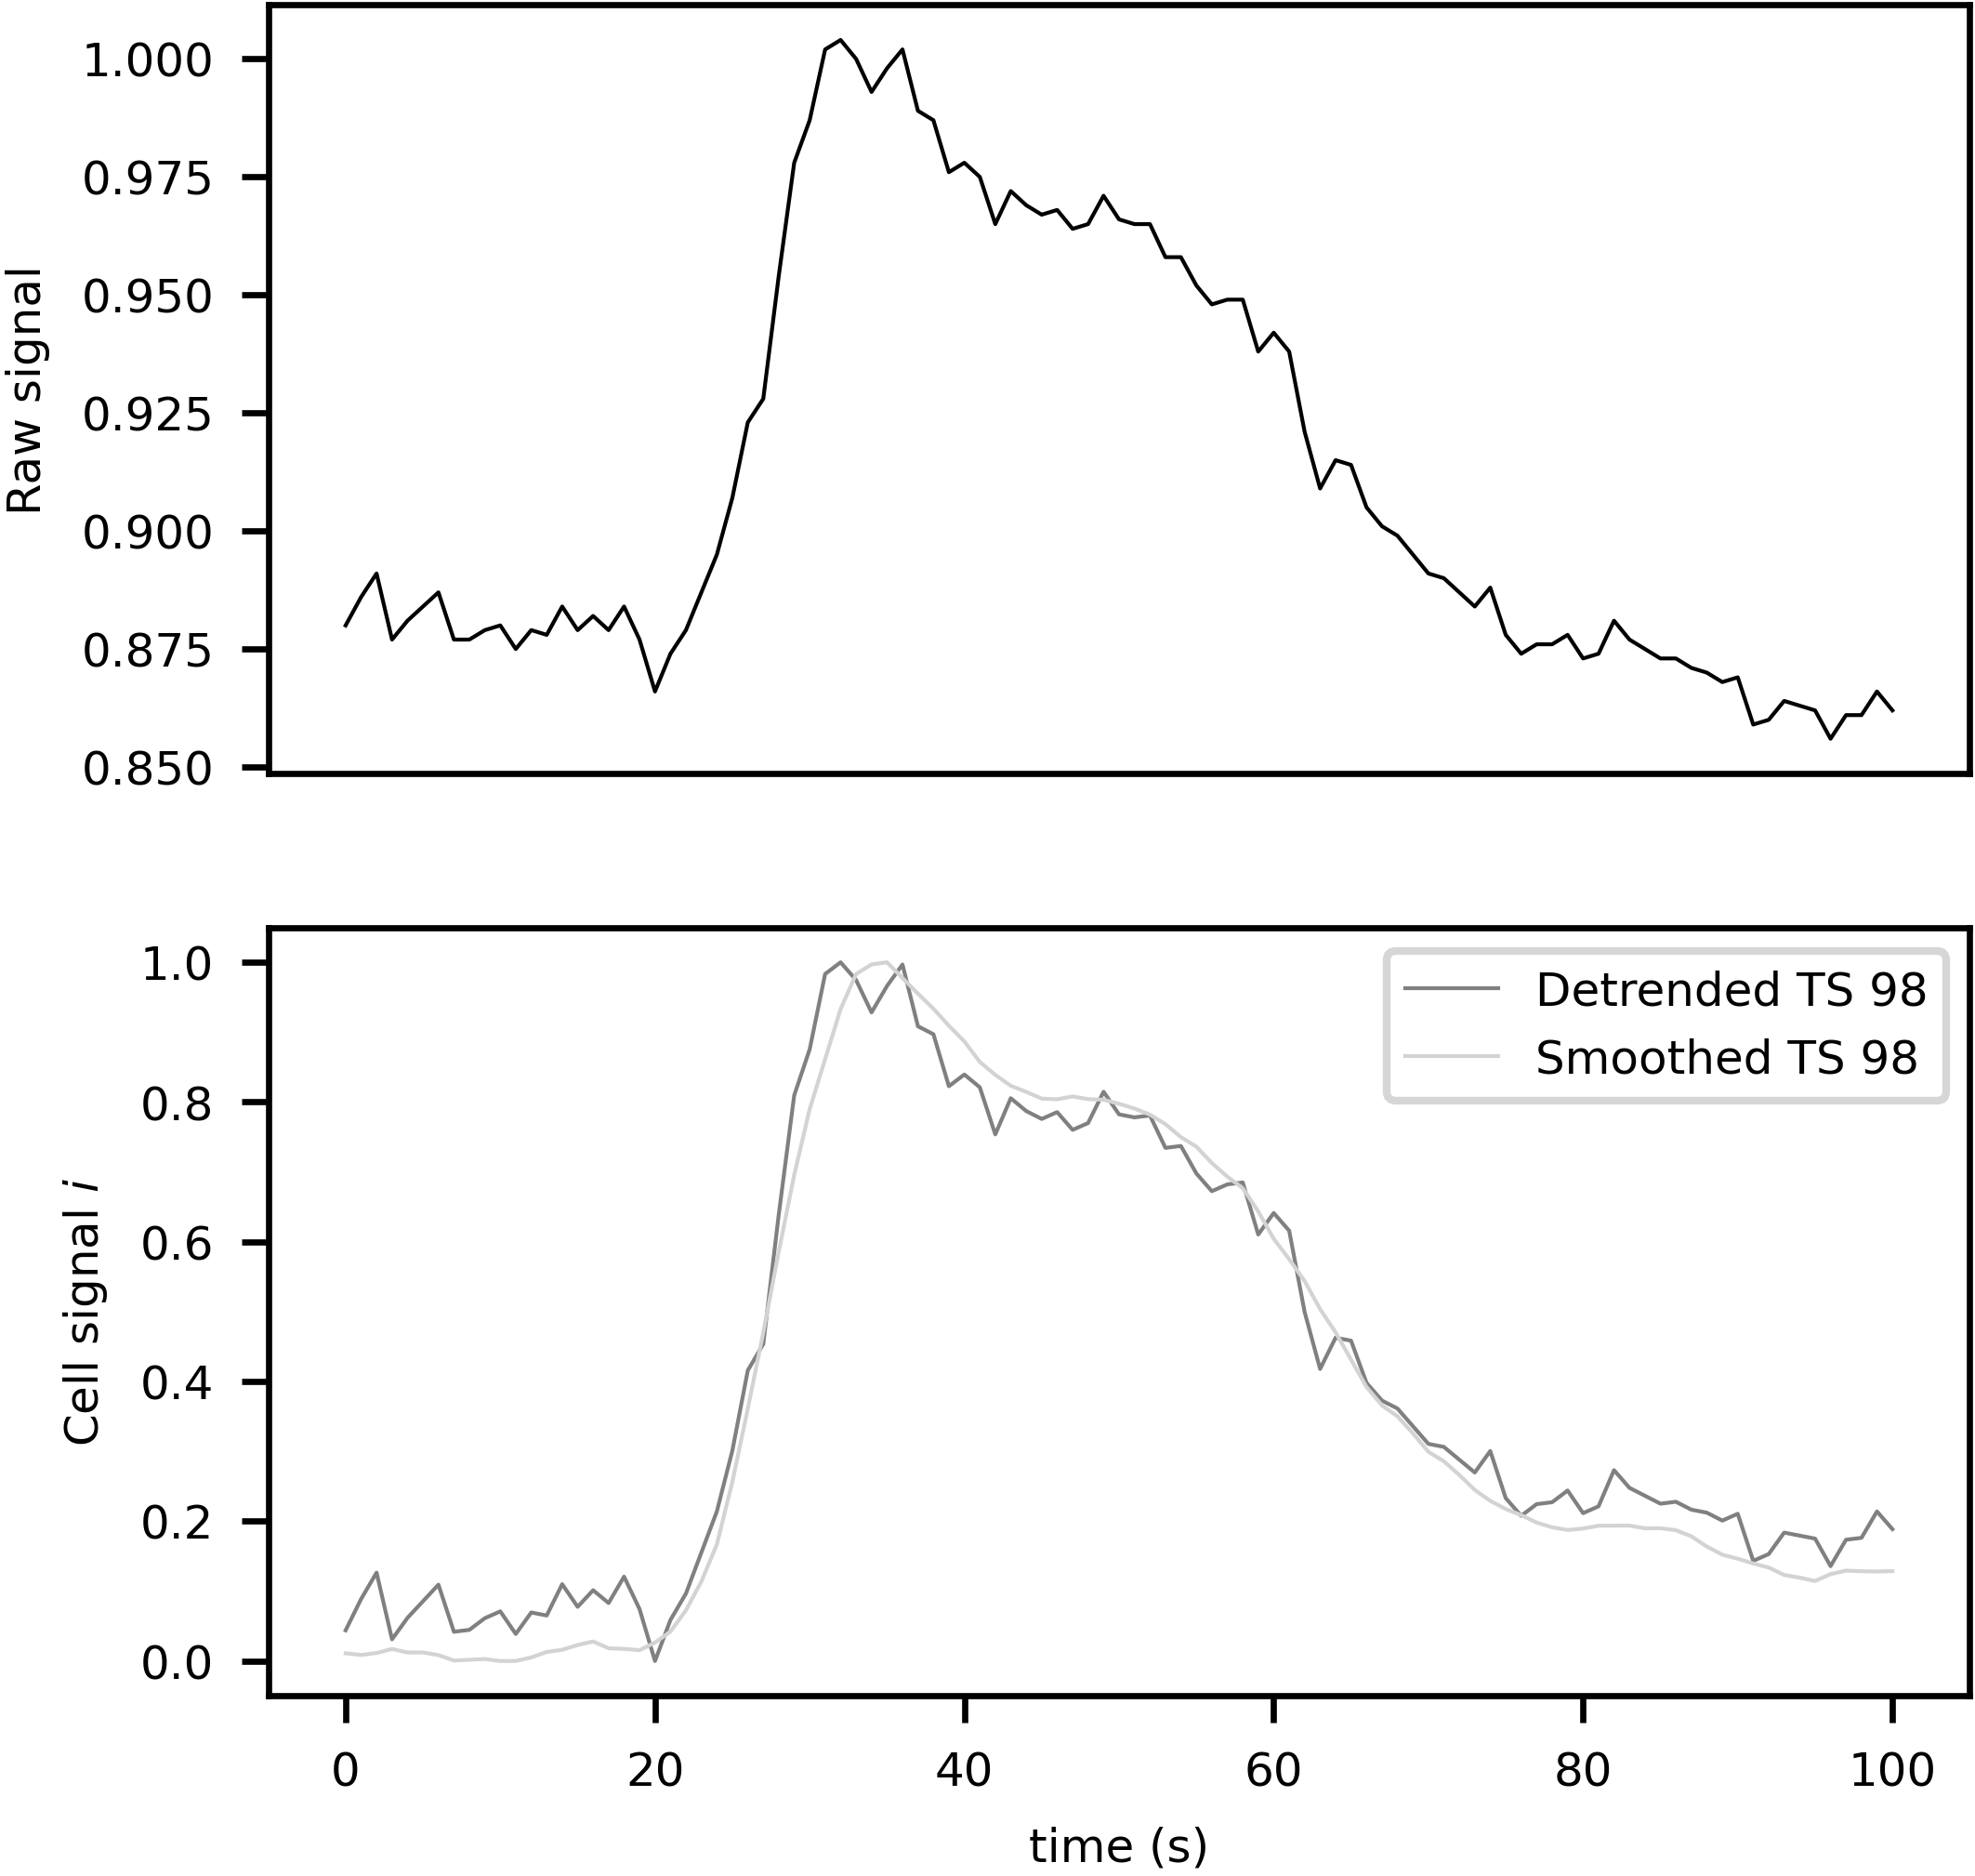 Raw signal
1.000
0.975
0.950
0.925
0.900
0.875
0.850
Cell signal i
1.0
0.8
0.6
0.4
0.2
0.0
Detrended TS 98
Smoothed TS 98
0 20 40 60 80 100
time (s)